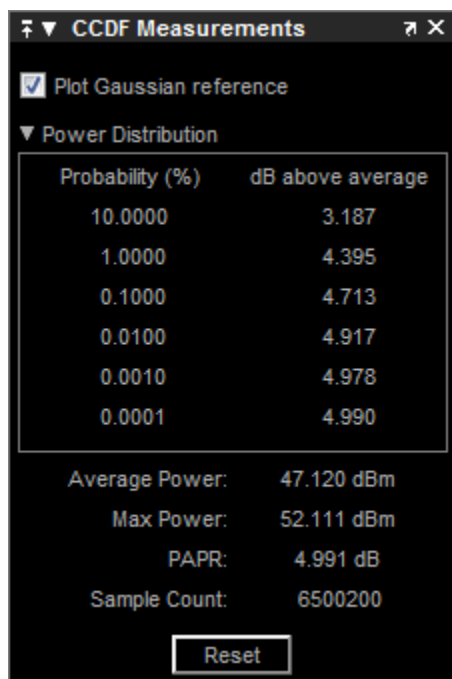 CCDF Measurements
Plot Gaussian reference
Power Distribution
Probability (%) dB above average
10.0000 3.187
1.0000 4.395
0.1000 4.713
0.0100 4.917
0.0010 4.978
0.0001 4.990
Average Power: 47.120 dBm
Max Power: 52.111 dBm
PAPR: 4.991 dB
Sample Count: 6500200
Reset